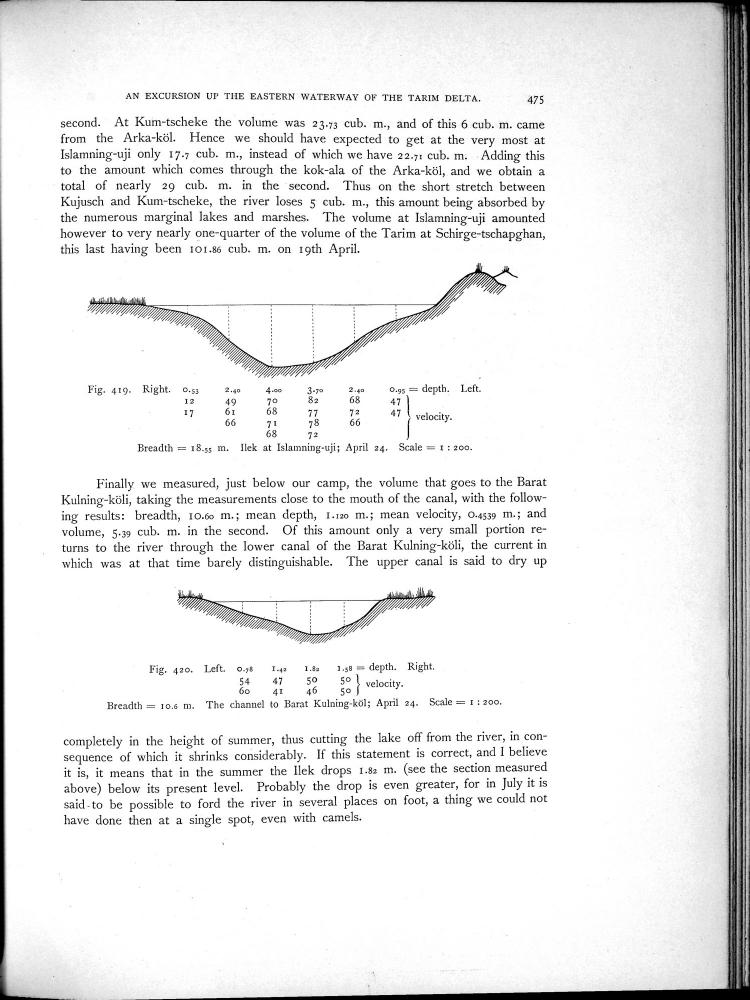 AN EXCURSION UP THE EASTERN WATERWAY OF THE TARIM DELTA. 475
second. At Kum-tscheke the volume was 23.73 cub. m., and of this 6 cub. m. came
from the Arka-köl. Hence we should have expected to get at the very most at
Islamning-uji only 17.7 cub. m., instead of which we have 22.71 cub. m. Adding this
to the amount which comes through the kok-ala of the Arka-köl, and we obtain a
total of nearly 29 cub. m. in the second. Thus on the short stretch between
Kujusch and Kum-tscheke, the river loses 5 cub. m., this amount being absorbed by
the numerous marginal lakes and marshes. The volume at Islamning-uji amounted
however to very nearly one-quarter of the volume of the Tarim at Schirge-tschapghan,
this last having been 101.86 cub. m. on 19th April.
Fig. 419. Right. 0.53 2.40 4.00 3.70 2.40 0.95 = depth. Left.
12 49 70 82 68 47
17 61 68 77 72 47 velocity.
66 71 78 66
68 72
Breadth = 18.55 m. Ilek at Islamning-uji; April 24. Scale = 1 : 200.
Finally we measured, just below our camp, the volume that goes to the Barat
Kulning-köli, taking the measurements close to the mouth of the canal, with the follow-
ing results: breadth, 10.60 m.; mean depth, 1.120 m.; mean velocity, 0.4539 m.; and
volume, 5.39 cub. m. in the second. Of this amount only a very small portion re-
turns to the river through the lower canal of the Barat Kulning-köli, the current in
which was at that time barely distinguishable. The upper canal is said to dry up
Fig. 420. Left. 0.78 1.42 1.82 1.58 = depth. Right.
54 47 50 50 velocity.
60 41 46 50
Breadth = 10.6 m. The channel to Barat Kulning-köl; April 24. Scale = 1 : 200.
completely in the height of summer, thus cutting the lake off from the river, in con-
sequence of which it shrinks considerably. If this statement is correct, and I believe
it is, it means that in the summer the Ilek drops 1.82 m. (see the section measured
above) below its present level. Probably the drop is even greater, for in July it is
said to be possible to ford the river in several places on foot, a thing we could not
have done then at a single spot, even with camels.